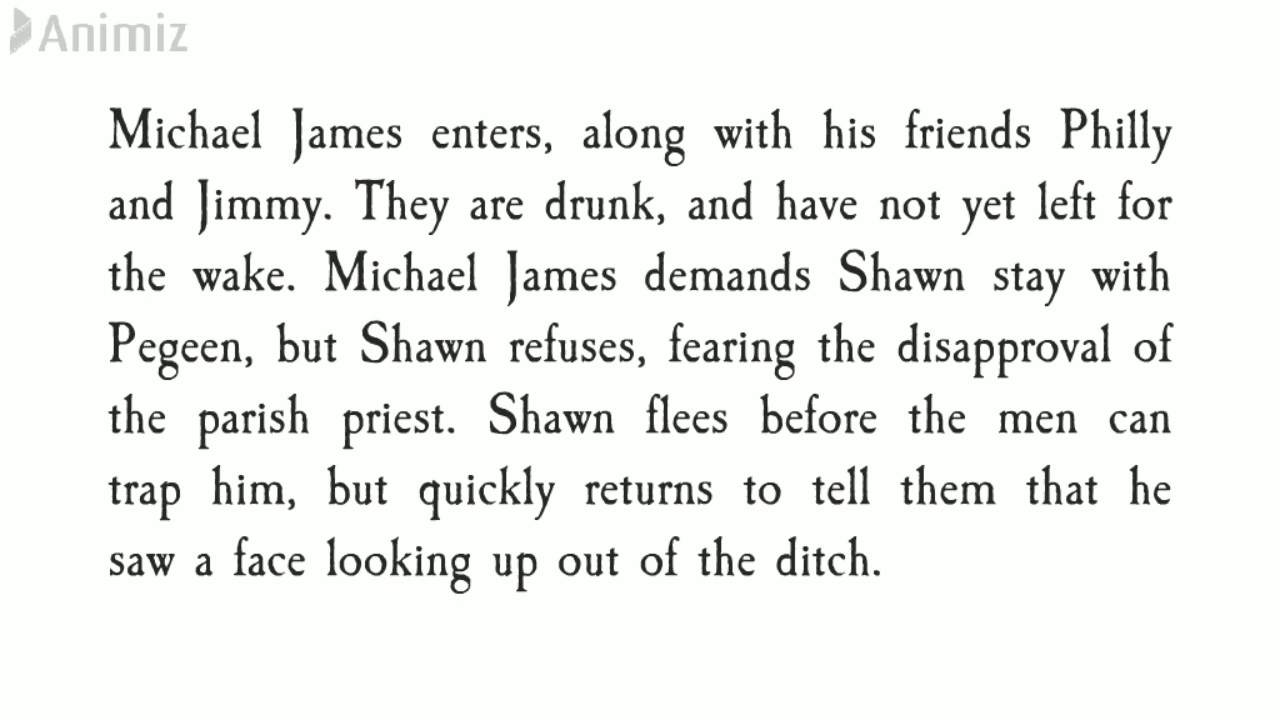 Animiz
Michael James enters, along with his friends Philly
and Jimmy. They are drunk, and have not yet left for
the wake. Michael James demands Shawn stay with
Pegeen, but Shawn refuses, fearing the disapproval of
the parish priest. Shawn flees before the men can
trap him, but quickly returns to tell them that he
saw a face looking up out of the ditch.